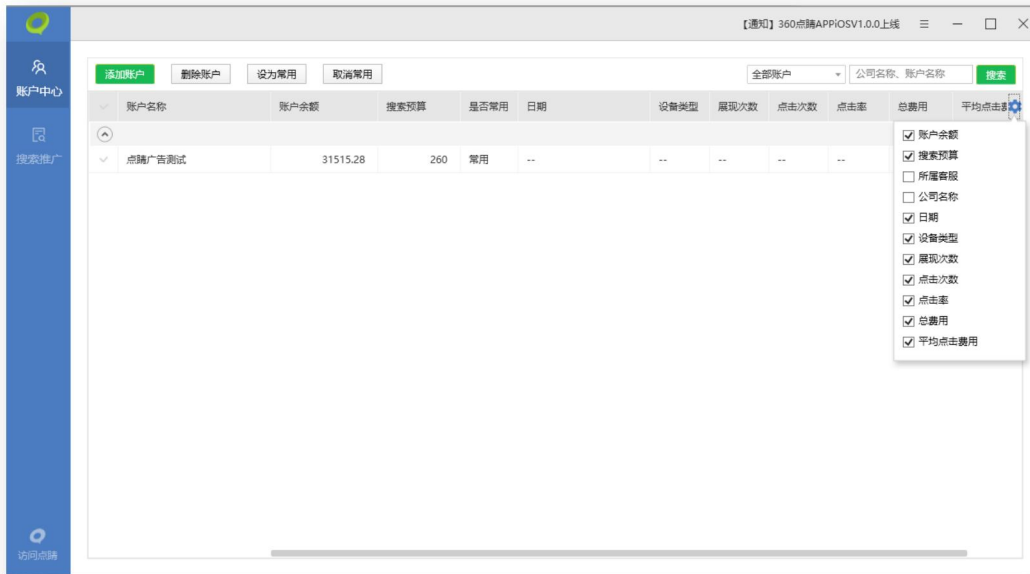 【通知】360点睛APPiOSV1.0.0上线
账户中心
搜索推广
访问点睛
添加账户 删除账户 设为常用 取消常用 全部账户 公司名称、账户名称 搜索
账户名称 账户余额 搜索预算 是否常用 日期 设备类型 展现次数 点击次数 点击率 总费用 平均点击费
点睛广告测试 31515.28 260 常用 -- -- -- -- --
账户余额
搜索预算
所属客服
公司名称
日期
设备类型
展现次数
点击次数
点击率
总费用
平均点击费用